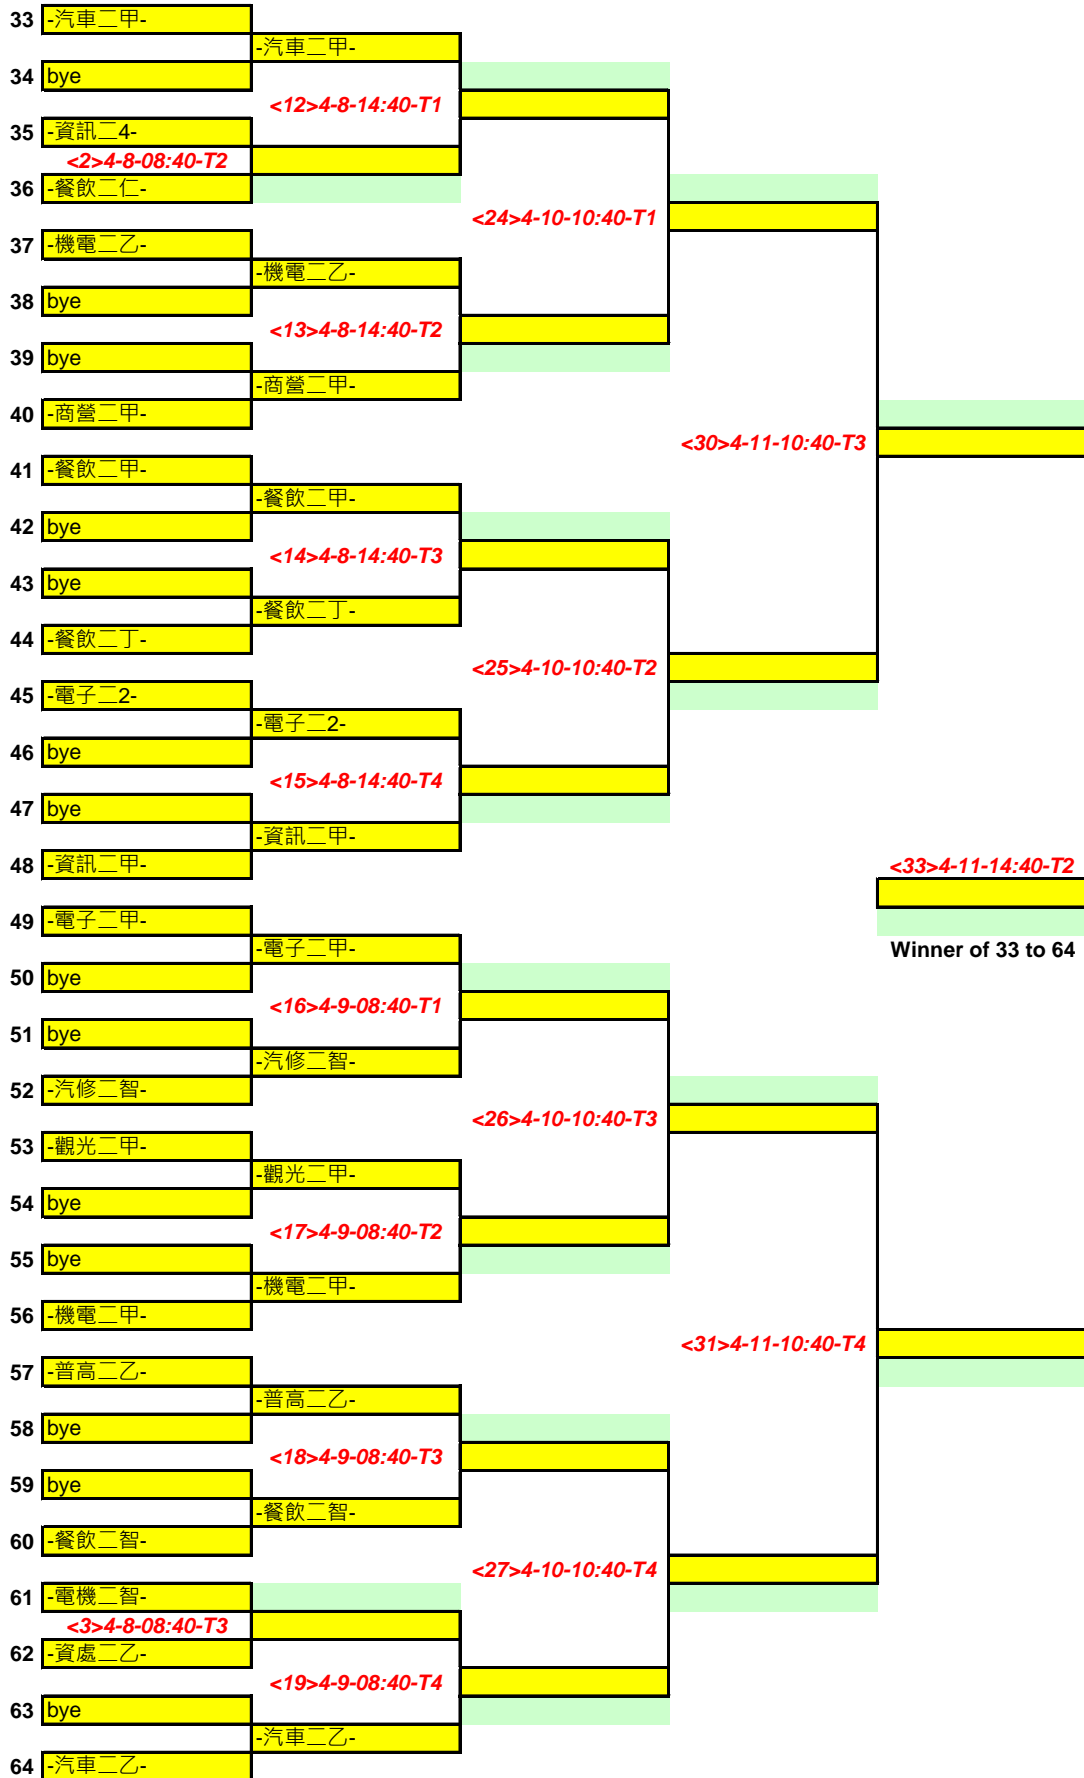 33 -汽車二甲-
-汽車二甲-
34 bye
<12>4-8-14:40-T1
35 -資訊二4-
<2>4-8-08:40-T2
36 -餐飲二仁-
<24>4-10-10:40-T1
37 -機電二乙-
-機電二乙-
38 bye
<13>4-8-14:40-T2
39 bye
-商營二甲-
40 -商營二甲-
<30>4-11-10:40-T3
41 -餐飲二甲-
-餐飲二甲-
42 bye
<14>4-8-14:40-T3
43 bye
-餐飲二丁-
44 -餐飲二丁-
<25>4-10-10:40-T2
45 -電子二2-
-電子二2-
46 bye
<15>4-8-14:40-T4
47 bye
-資訊二甲-
48 -資訊二甲-
<33>4-11-14:40-T2
49 -電子二甲-
-電子二甲-
Winner of 33 to 64
50 bye
<16>4-9-08:40-T1
51 bye
-汽修二智-
52 -汽修二智-
<26>4-10-10:40-T3
53 -觀光二甲-
-觀光二甲-
54 bye
<17>4-9-08:40-T2
55 bye
-機電二甲-
56 -機電二甲-
<31>4-11-10:40-T4
57 -普高二乙-
-普高二乙-
58 bye
<18>4-9-08:40-T3
59 bye
-餐飲二智-
60 -餐飲二智-
<27>4-10-10:40-T4
61 -電機二智-
<3>4-8-08:40-T3
62 -資處二乙-
<19>4-9-08:40-T4
63 bye
-汽車二乙-
64 -汽車二乙-